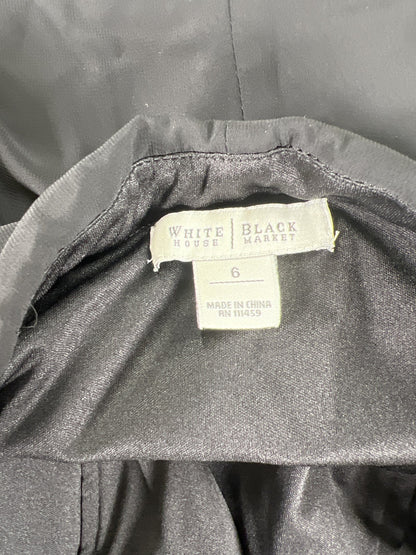 WHITE | BLACK
HOUSE | MARKET
6
MADE IN CHINA
RN 111459